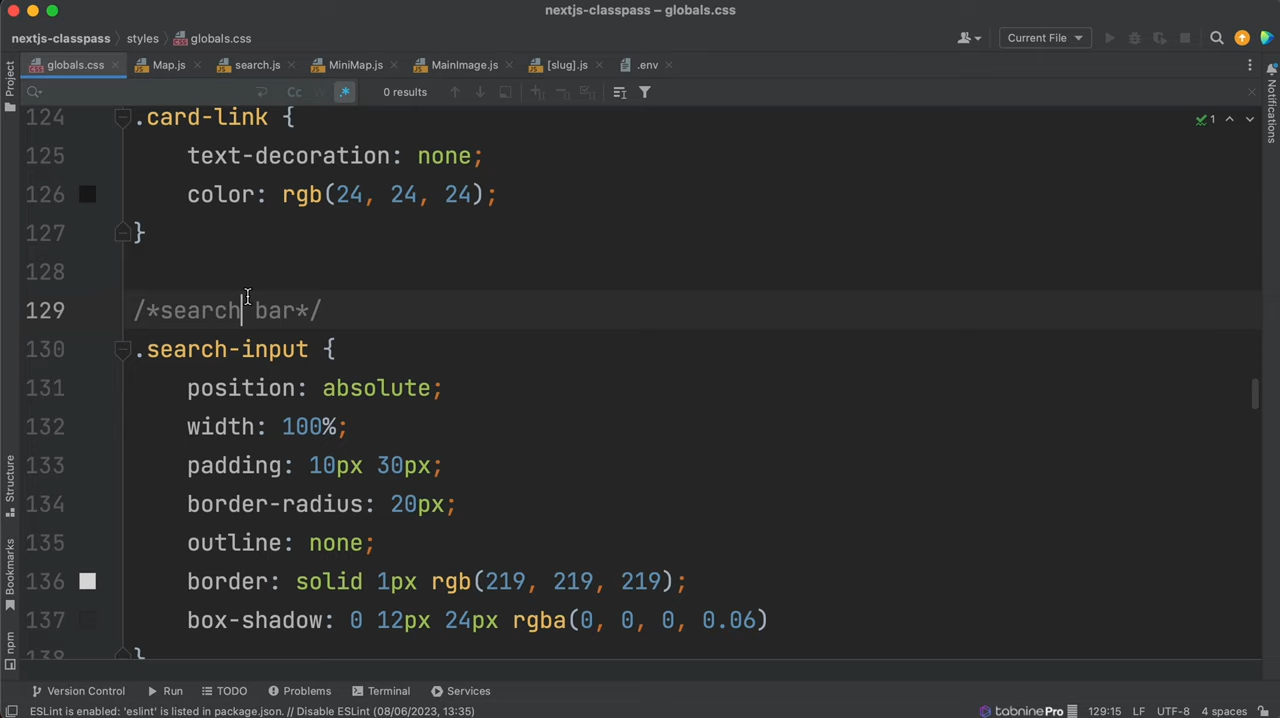 nextjs-classpass – globals.css
nextjs-classpass styles globals.css Current File
globals.css Map.js search.js MiniMap.js MainImage.js [slug].js .env
Cc 0 results
Project
Notifications
Structure
Bookmarks
npm
1
124 .card-link {
125 text-decoration: none;
126 color: rgb(24, 24, 24);
127 }
128
129 /*search bar*/
130 .search-input {
131 position: absolute;
132 width: 100%;
133 padding: 10px 30px;
134 border-radius: 20px;
135 outline: none;
136 border: solid 1px rgb(219, 219, 219);
137 box-shadow: 0 12px 24px rgba(0, 0, 0, 0.06)
138 }
Version Control Run TODO Problems Terminal Services
ESLint is enabled: 'eslint' is listed in package.json. // Disable ESLint (08/06/2023, 13:35) tabnine Pro 129:15 LF UTF-8 4 spaces